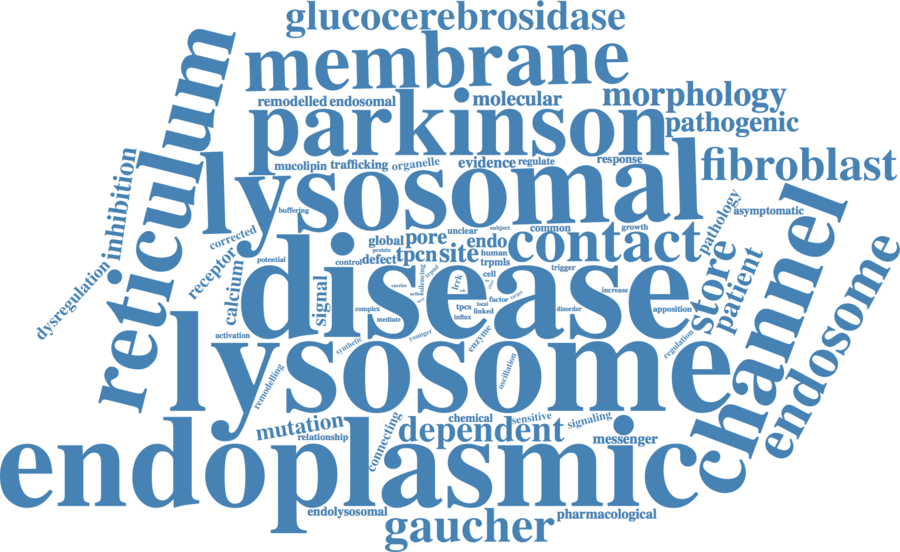 glucocerebrosidase
membrane
remodelled
endosomal
molecular
morphology
parkinson
pathogenic
reticulum
mucolipin
trafficking
organelle
evidence
regulate
response
fibroblast
lysosomal
buffering
inhibition
dysregulation
corrected
receptor
calcium
global
pore
unclear
subject
common
growth
pathology
asymptomatic
channel
protein
endo
contact
control
defect
tpcn
site
human
trpmls
potential
signal
disease
silencing
trpml
lrrk
cell
trigger
store
patient
endosome
carrier
increase
complex
mediate
tpcs
local
linked
influx
factor
target
disorder
apposition
activation
younger
synthetic
enzyme
regulation
lysosome
remodelling
oscillation
mutation
relationship
connecting
chemical
sensitive
signaling
dependent
messenger
endoplasmic
endolysosomal
gaucher
pharmacological